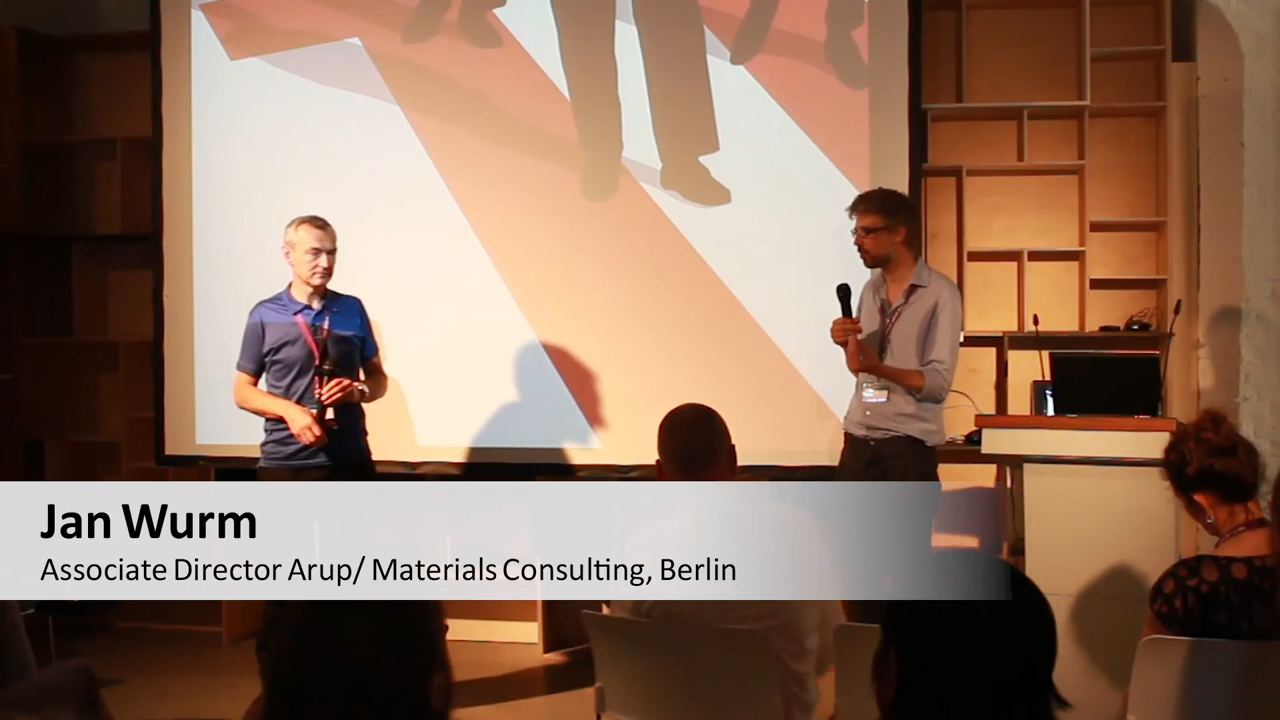 Jan Wurm
Associate Director Arup/ Materials Consulting, Berlin